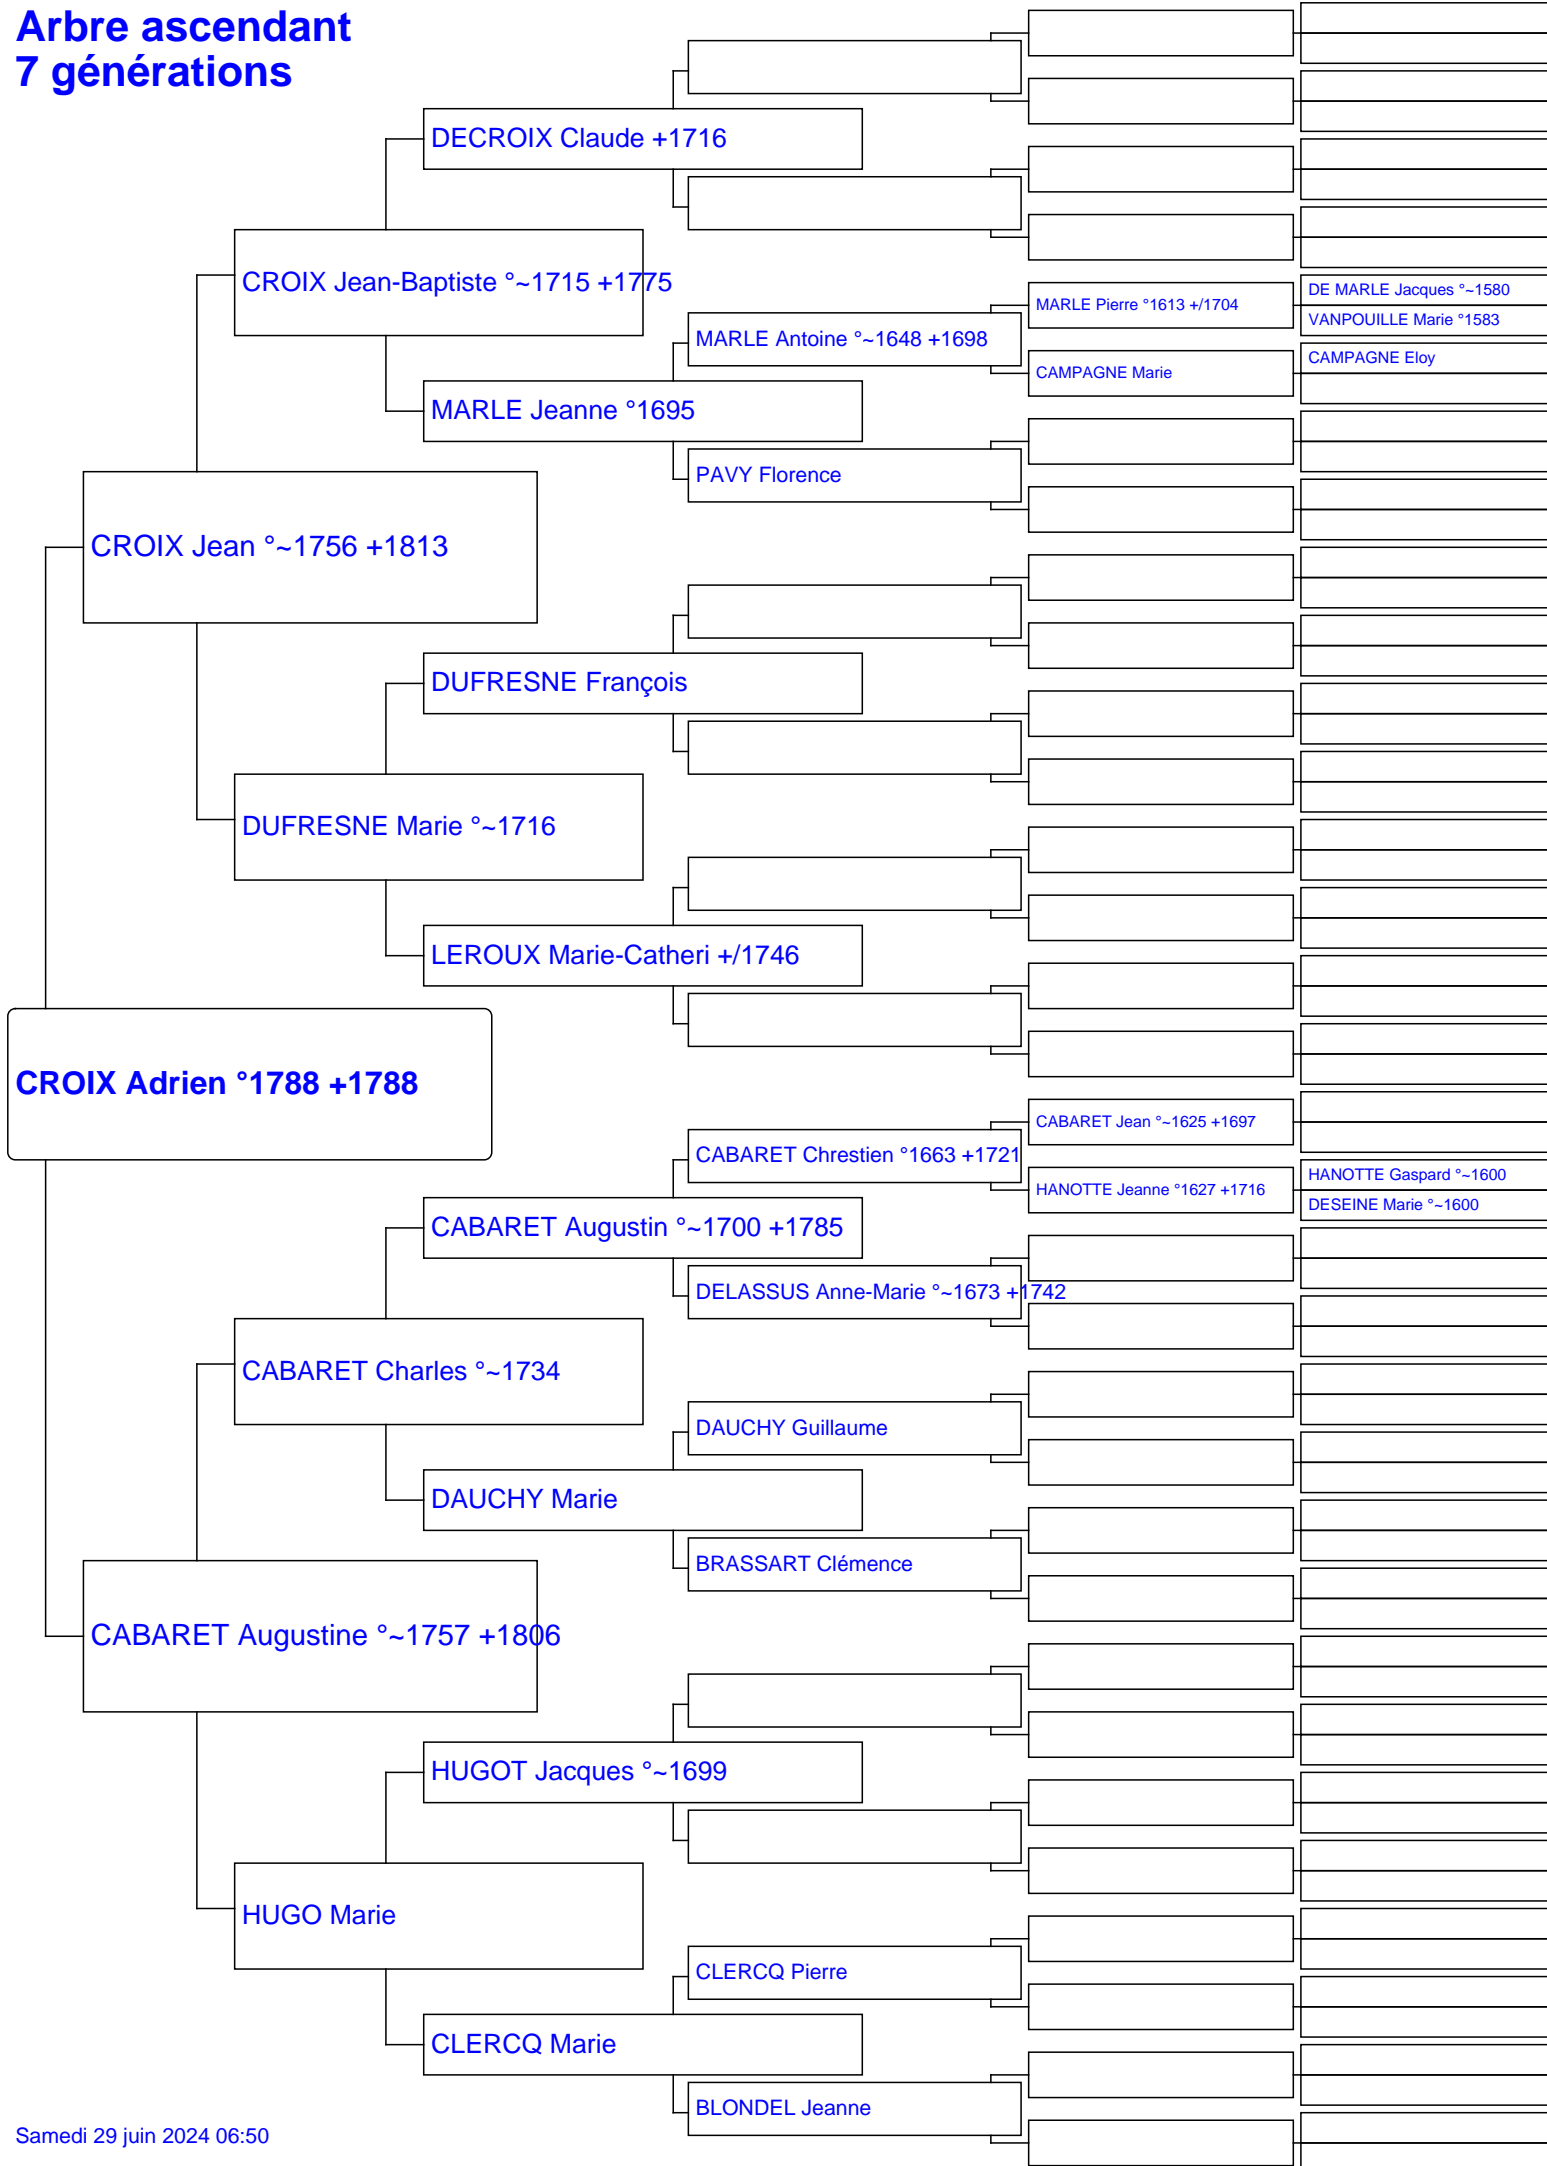 Arbre ascendant
7 générations
DECROIX Claude +1716
CROIX Jean-Baptiste °~1715 +1775
DE MARLE Jacques °~1580
MARLE Pierre °1613 +/1704
VANPOUILLE Marie °1583
MARLE Antoine °~1648 +1698
CAMPAGNE Eloy
CAMPAGNE Marie
MARLE Jeanne °1695
PAVY Florence
CROIX Jean °~1756 +1813
DUFRESNE François
DUFRESNE Marie °~1716
LEROUX Marie-Catheri +/1746
CROIX Adrien °1788 +1788
CABARET Jean °~1625 +1697
CABARET Chrestien °1663 +1721
HANOTTE Gaspard °~1600
HANOTTE Jeanne °1627 +1716
DESEINE Marie °~1600
CABARET Augustin °~1700 +1785
DELASSUS Anne-Marie °~1673 +1742
CABARET Charles °~1734
DAUCHY Guillaume
DAUCHY Marie
BRASSART Clémence
CABARET Augustine °~1757 +1806
HUGOT Jacques °~1699
HUGO Marie
CLERCQ Pierre
CLERCQ Marie
BLONDEL Jeanne
Samedi 29 juin 2024 06:50